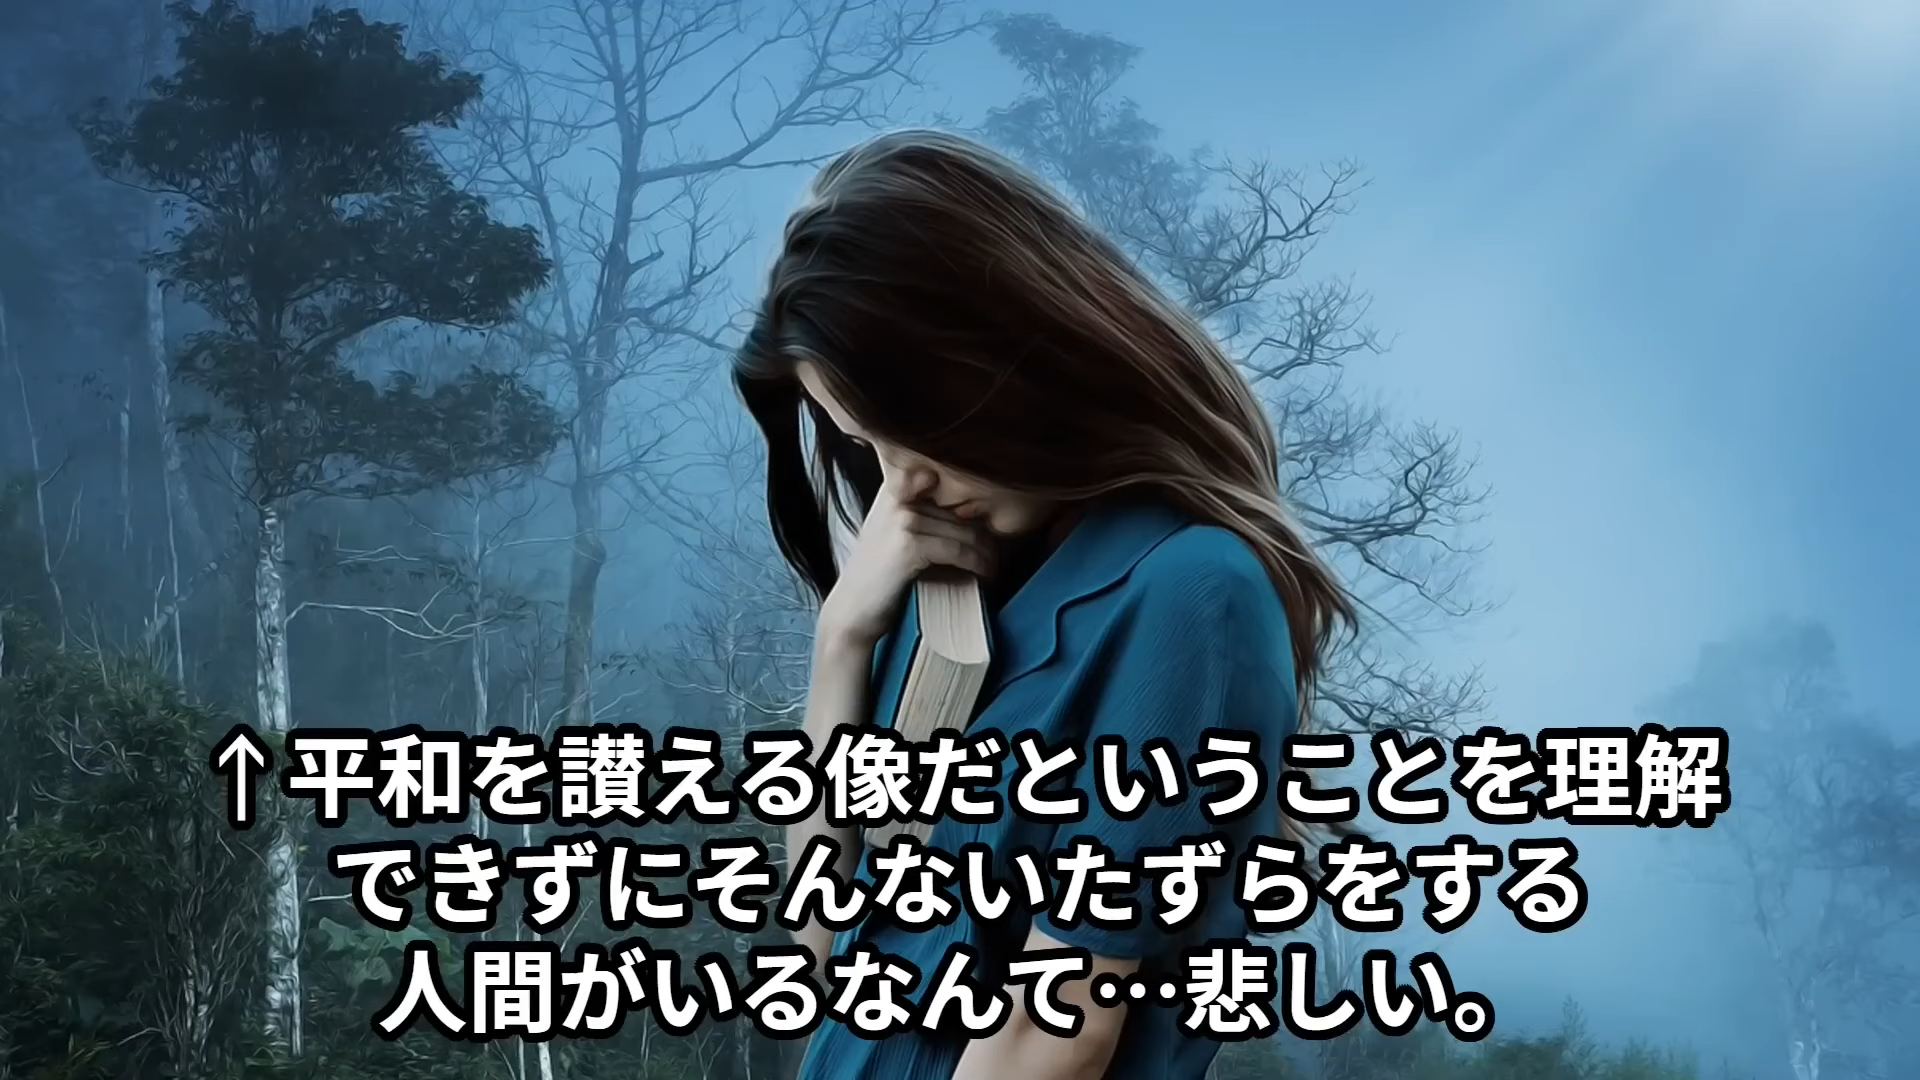 ↑平和を讃える像だということを理解
できずにそんないたずらをする
人間がいるなんて…悲しい。